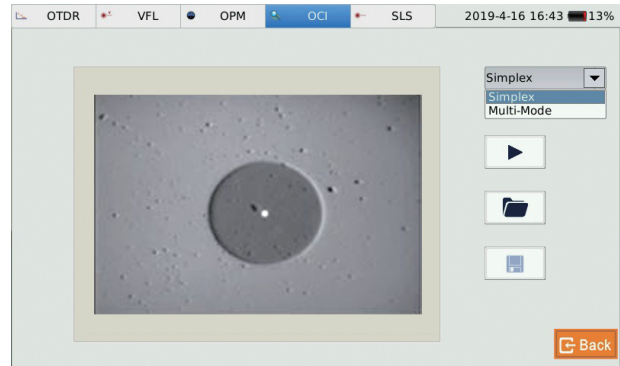 OTDR VFL OPM OCI SLS 2019-4-16 16:43 13%
Simplex
Simplex
Multi-Mode
Back